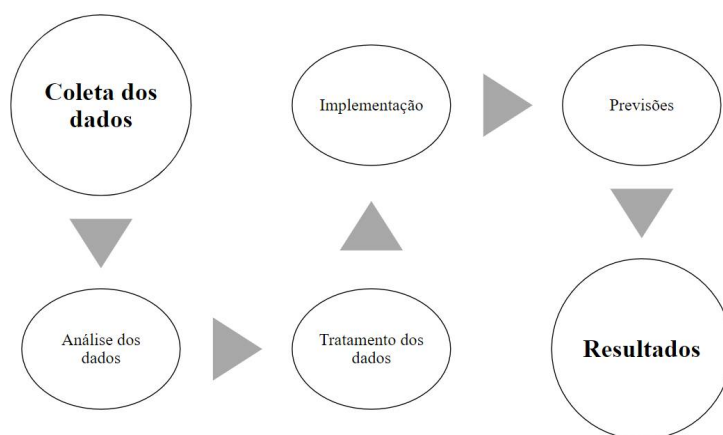 Coleta dos
dados
Análise dos
dados
Tratamento dos
dados
Implementação
Previsões
Resultados